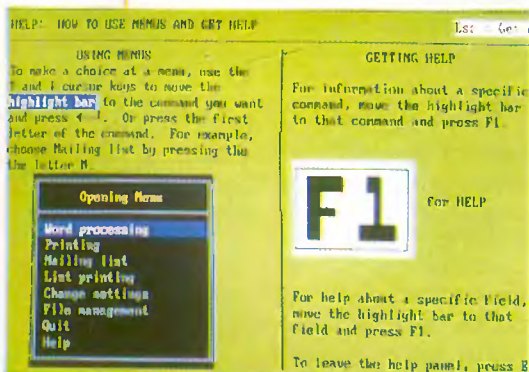 HELP: HOW TO USE MENUS AND GET HELP
USING MENUS
To make a choice at a menu, use the
↑ and ↓ cursor keys to move the
highlight bar to the command you want
and press ◄─┘. Or press the first
letter of the command. For example,
choose Mailing list by pressing the
the letter M.
Opening Menu
Word processing
Printing
Mailing list
List printing
Change settings
File management
Quit
Help
GETTING HELP
For information about a specific
command, move the highlight bar
to that command and press F1.
F1
for HELP
For help about a specific field,
move the highlight bar to that
field and press F1.
To leave the help panel, press